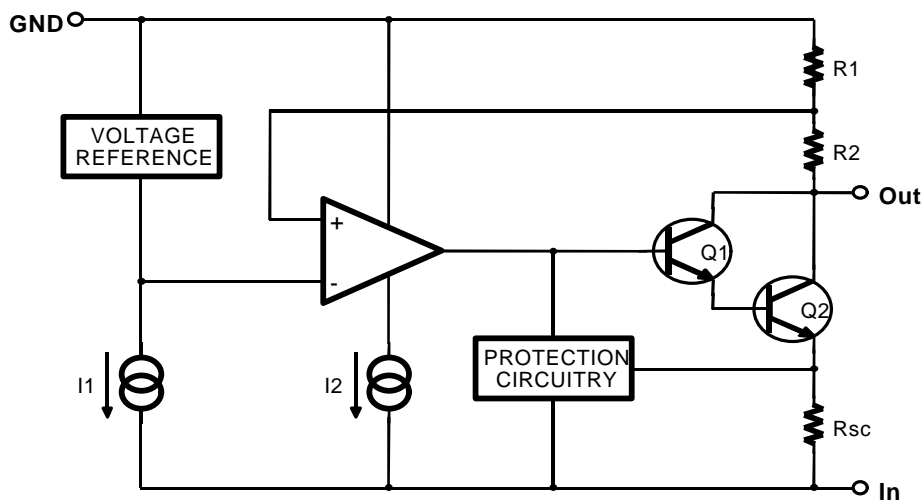 GND
R1
VOLTAGE
REFERENCE
R2
Out
+
-
Q1
Q2
I1
I2
PROTECTION
CIRCUITRY
Rsc
In